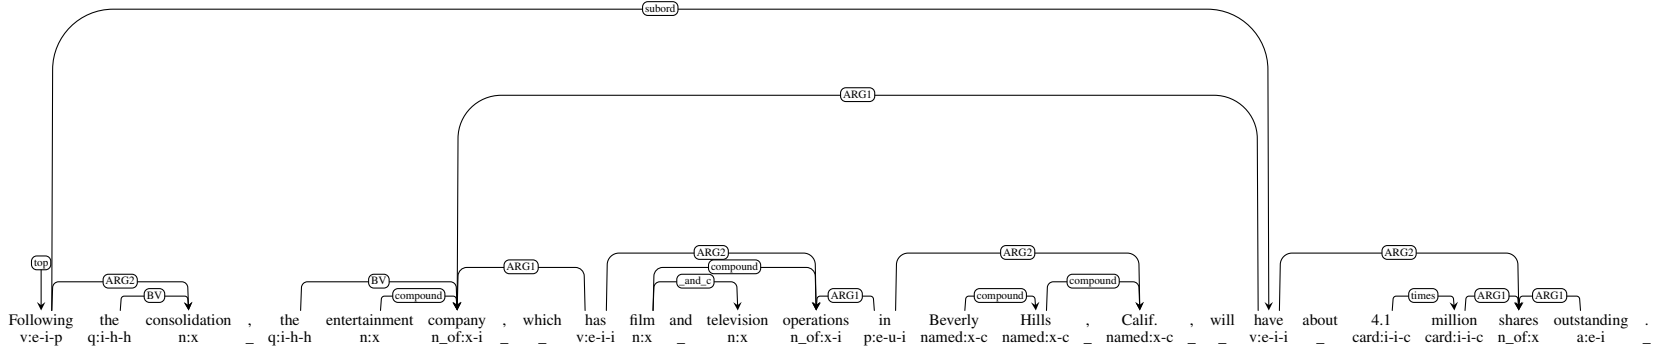 subord
ARG1
top ARG2 BV BV compound ARG1 ARG2 compound _and_c ARG1 ARG2 compound compound ARG2 times ARG1 ARG1
Following the consolidation , the entertainment company , which has film and television operations in Beverly Hills , Calif. , will have about 4.1 million shares outstanding .
v:e-i-p q:i-h-h n:x _ q:i-h-h n:x n_of:x-i _ _ v:e-i-i n:x _ n:x n_of:x-i p:e-u-i named:x-c named:x-c _ named:x-c _ _ v:e-i-i _ card:i-i-c card:i-i-c n_of:x a:e-i _